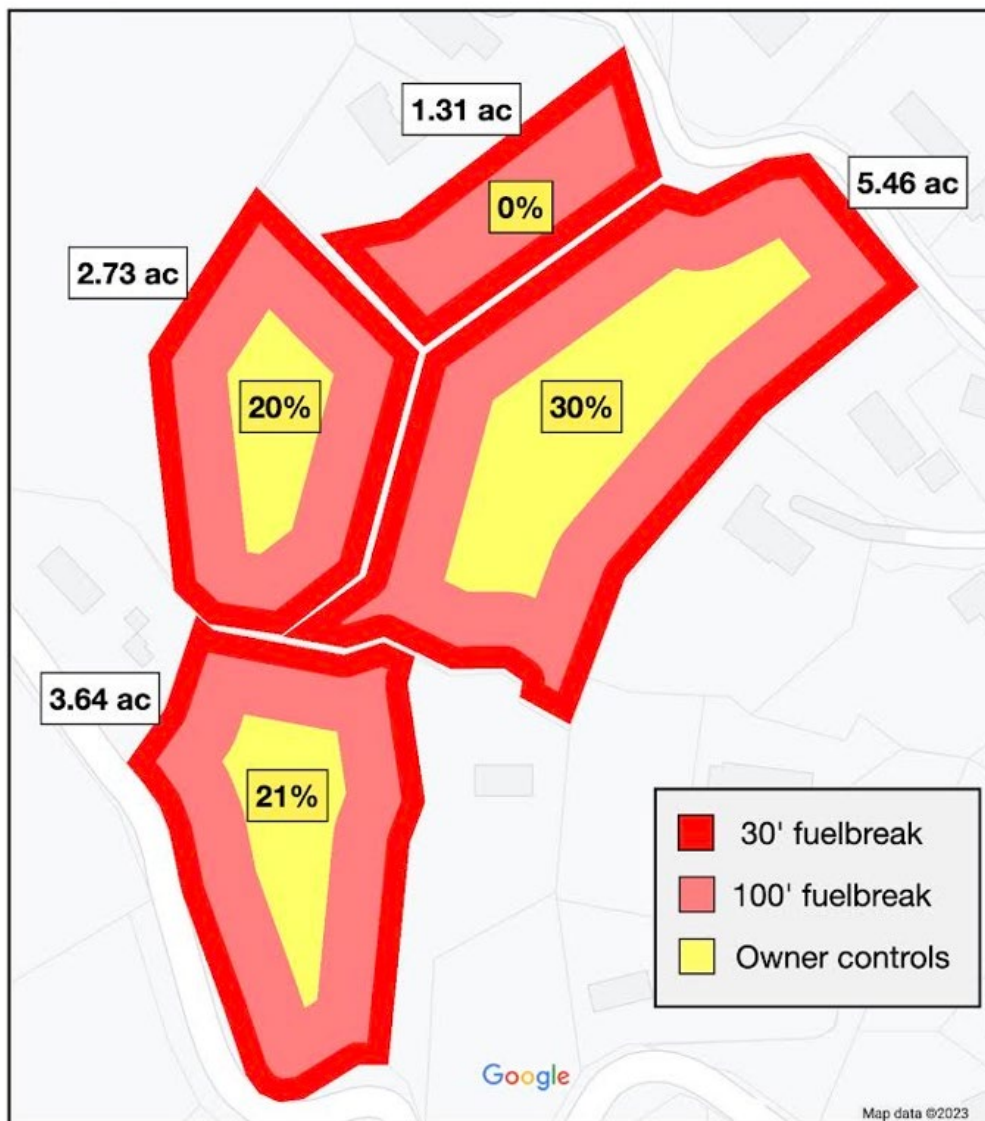 1.31 ac
5.46 ac
0%
2.73 ac
20%
30%
3.64 ac
21%
30' fuelbreak
100' fuelbreak
Owner controls
Google
Map data ©2023